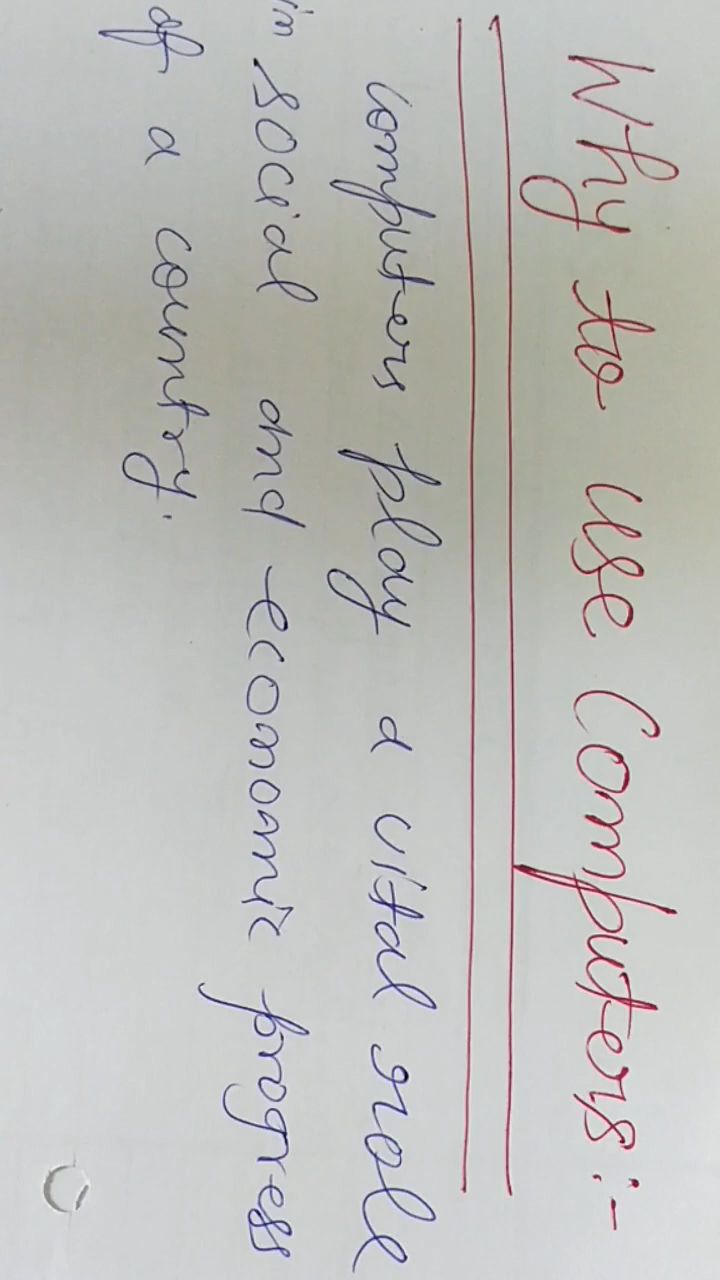 Why to use Computers:-
Computers play a vital role
in social and economic progress
of a country.